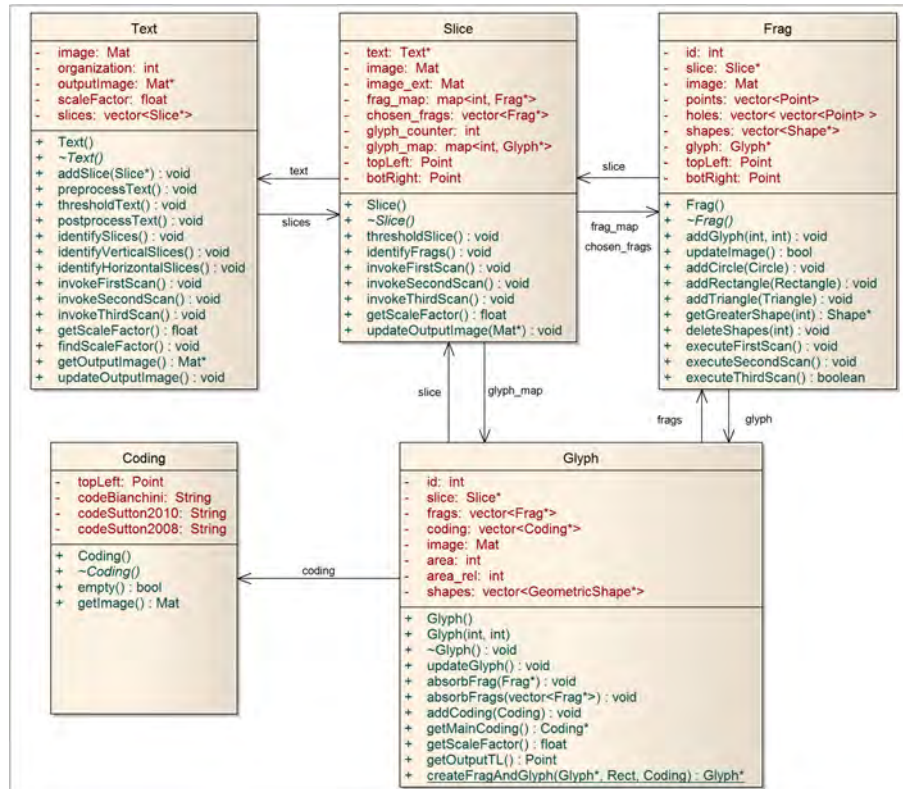 Text
- image: Mat
- organization: int
- outputImage: Mat*
- scaleFactor: float
- slices: vector<Slice*>
+ Text()
+ ~Text()
+ addSlice(Slice*) : void
+ preprocessText() : void
+ thresholdText() : void
+ postprocessText() : void
+ identifySlices() : void
+ identifyVerticalSlices() : void
+ identifyHorizontalSlices() : void
+ invokeFirstScan() : void
+ invokeSecondScan() : void
+ invokeThirdScan() : void
+ getScaleFactor() : float
+ findScaleFactor() : void
+ getOutputImage() : Mat*
+ updateOutputImage() : void
text
slices
Slice
- text: Text*
- image: Mat
- image_ext: Mat
- frag_map: map<int, Frag*>
- chosen_frags: vector<Frag*>
- glyph_counter: int
- glyph_map: map<int, Glyph*>
- topLeft: Point
- botRight: Point
+ Slice()
+ ~Slice()
+ thresholdSlice() : void
+ identifyFrags() : void
+ invokeFirstScan() : void
+ invokeSecondScan() : void
+ invokeThirdScan() : void
+ getScaleFactor() : float
+ updateOutputImage(Mat*) : void
slice
frag_map
chosen_frags
Frag
- id: int
- slice: Slice*
- image: Mat
- points: vector<Point>
- holes: vector< vector<Point> >
- shapes: vector<Shape*>
- glyph: Glyph*
- topLeft: Point
- botRight: Point
+ Frag()
+ ~Frag()
+ addGlyph(int, int) : void
+ updateImage() : bool
+ addCircle(Circle) : void
+ addRectangle(Rectangle) : void
+ addTriangle(Triangle) : void
+ getGreaterShape(int) : Shape*
+ deleteShapes(int) : void
+ executeFirstScan() : void
+ executeSecondScan() : void
+ executeThirdScan() : boolean
slice
glyph_map
frags
glyph
Coding
- topLeft: Point
- codeBianchini: String
- codeSutton2010: String
- codeSutton2008: String
+ Coding()
+ ~Coding()
+ empty() : bool
+ getImage() : Mat
coding
Glyph
- id: int
- slice: Slice*
- frags: vector<Frag*>
- coding: vector<Coding*>
- image: Mat
- area: int
- area_rel: int
- shapes: vector<GeometricShape*>
+ Glyph()
+ Glyph(int, int)
+ ~Glyph() : void
+ updateGlyph() : void
+ absorbFrag(Frag*) : void
+ absorbFrags(vector<Frag*>) : void
+ addCoding(Coding) : void
+ getMainCoding() : Coding*
+ getScaleFactor() : float
+ getOutputTL() : Point
+ createFragAndGlyph(Glyph*, Rect, Coding) : Glyph*